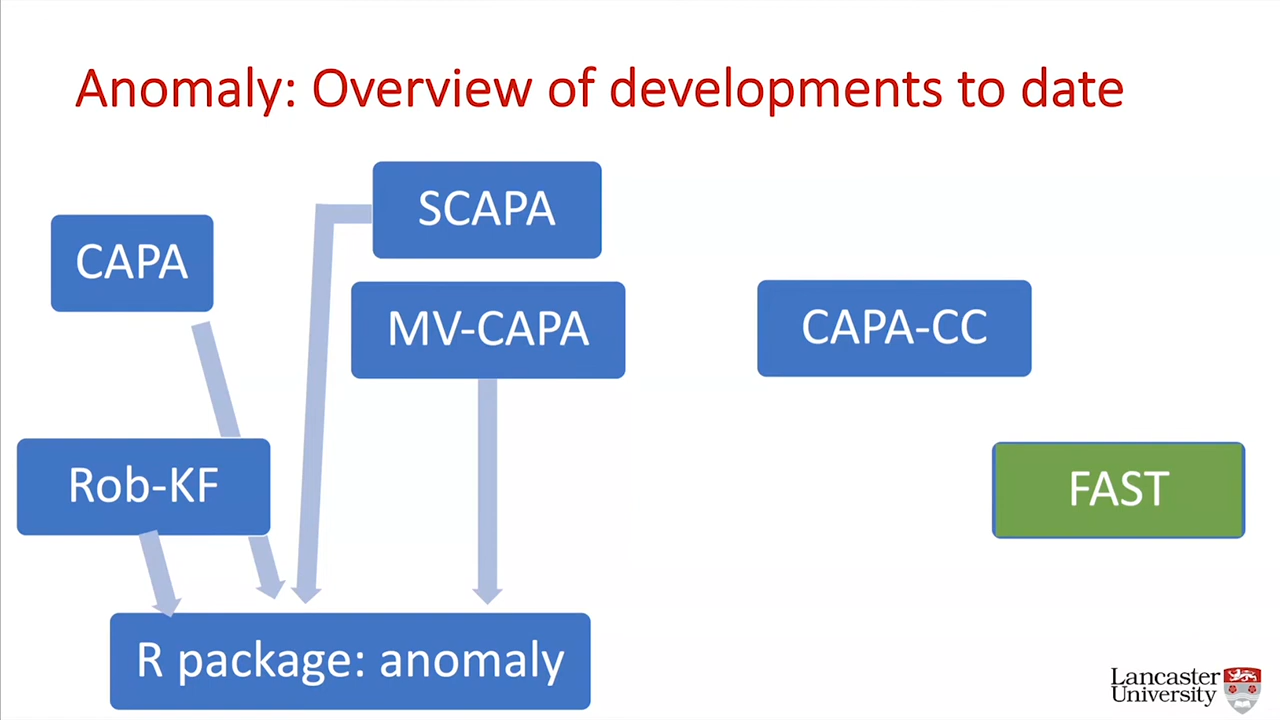 Anomaly: Overview of developments to date
SCAPA
CAPA
MV-CAPA
CAPA-CC
Rob-KF
FAST
R package: anomaly
Lancaster
University